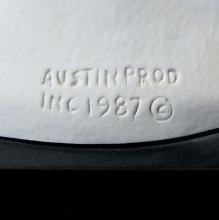 AUSTIN PROD
INC 1987 ©